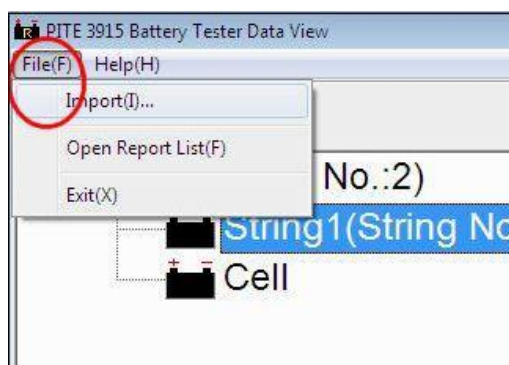 PITE 3915 Battery Tester Data View
File(F) Help(H)
Import(I)...
Open Report List(F)
Exit(X)
No.:2)
String1(String No
Cell